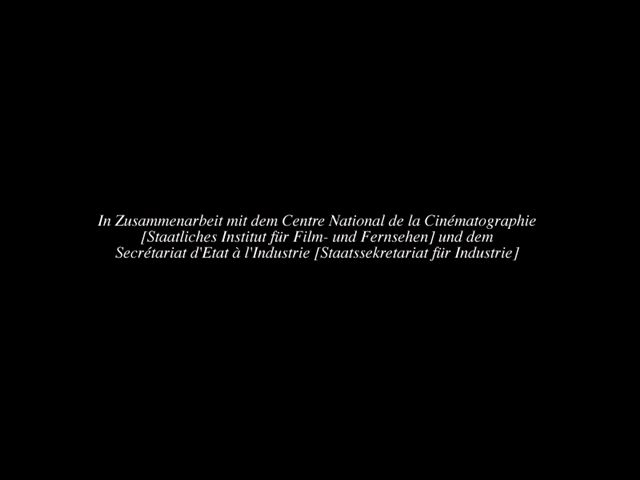 In Zusammenarbeit mit dem Centre National de la Cinématographie
[Staatliches Institut für Film- und Fernsehen] und dem
Secrétariat d'Etat à l'Industrie [Staatssekretariat für Industrie]